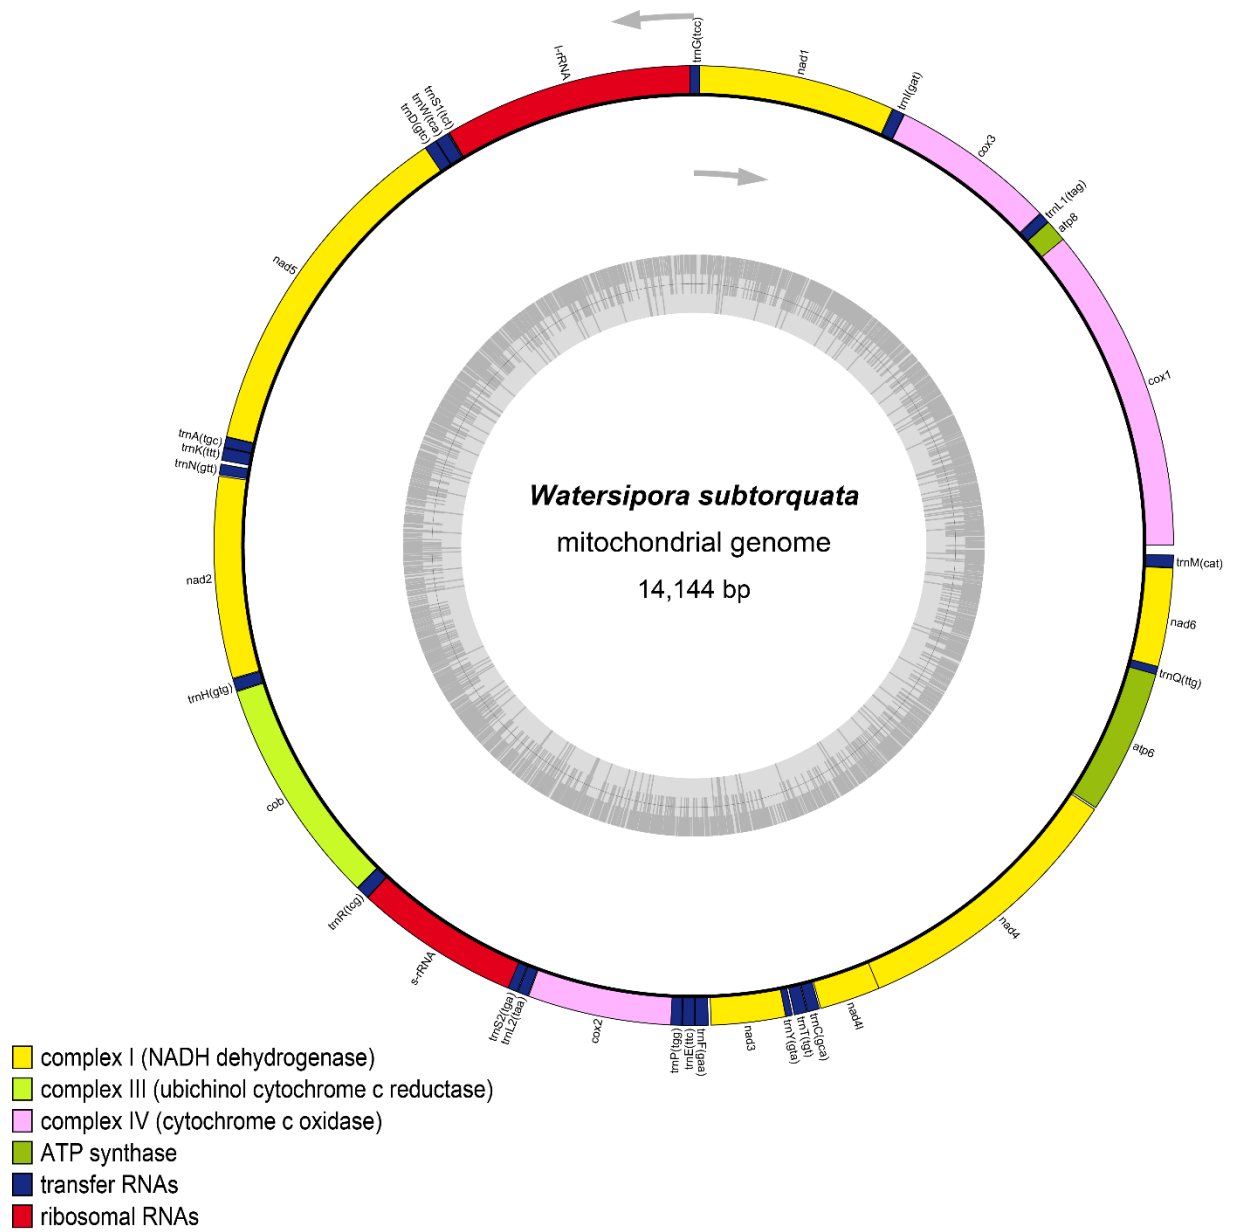 trnG(tcc)
nad1
trnI(gat)
cox3
trnL1(tag)
atp8
cox1
trnM(cat)
nad6
trnQ(ttg)
atp6
nad4
nad4l
trnC(gca)
trnT(tgt)
trnY(gta)
nad3
trnF(gaa)
trnE(ttc)
trnP(tgg)
cox2
trnL2(taa)
trnS2(tga)
s-rRNA
trnR(tcg)
cob
trnH(gtg)
nad2
trnN(gtt)
trnK(ttt)
trnA(tgc)
nad5
trnD(gtc)
trnW(tca)
trnS1(tct)
l-rRNA
Watersipora subtorquata
mitochondrial genome
14,144 bp
complex I (NADH dehydrogenase)
complex III (ubichinol cytochrome c reductase)
complex IV (cytochrome c oxidase)
ATP synthase
transfer RNAs
ribosomal RNAs